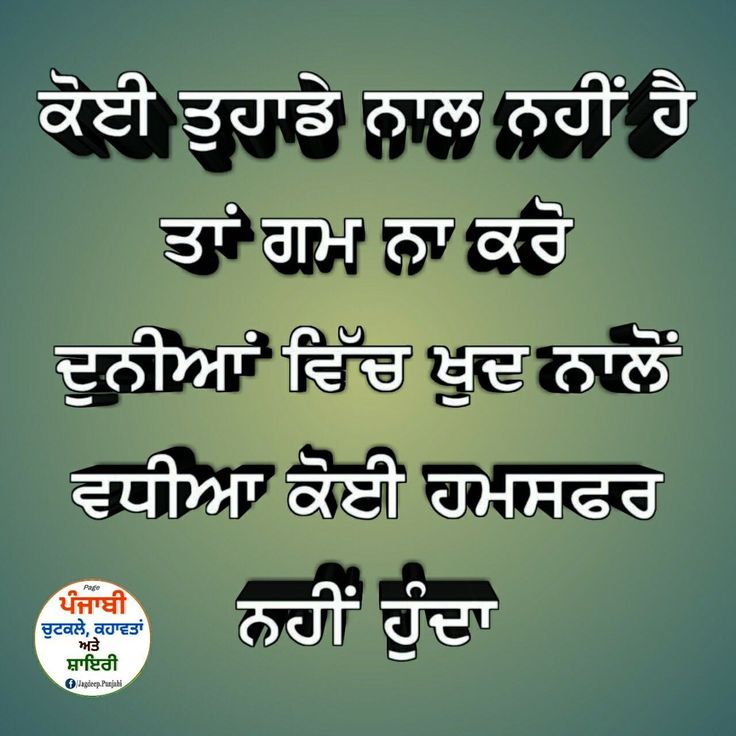 ਕੋਈ ਤੁਹਾਡੇ ਨਾਲ ਨਹੀਂ ਹੈ
ਤਾਂ ਗਮ ਨਾ ਕਰੋ
ਦੁਨੀਆਂ ਵਿੱਚ ਖੁਦ ਨਾਲੋਂ
ਵਧੀਆ ਕੋਈ ਹਮਸਫਰ
ਨਹੀਂ ਹੁੰਦਾ
Page
ਪੰਜਾਬੀ
ਚੁਟਕਲੇ, ਕਹਾਵਤਾਂ
ਅਤੇ
ਸ਼ਾਇਰੀ
f/Jagdeep.Punjabi